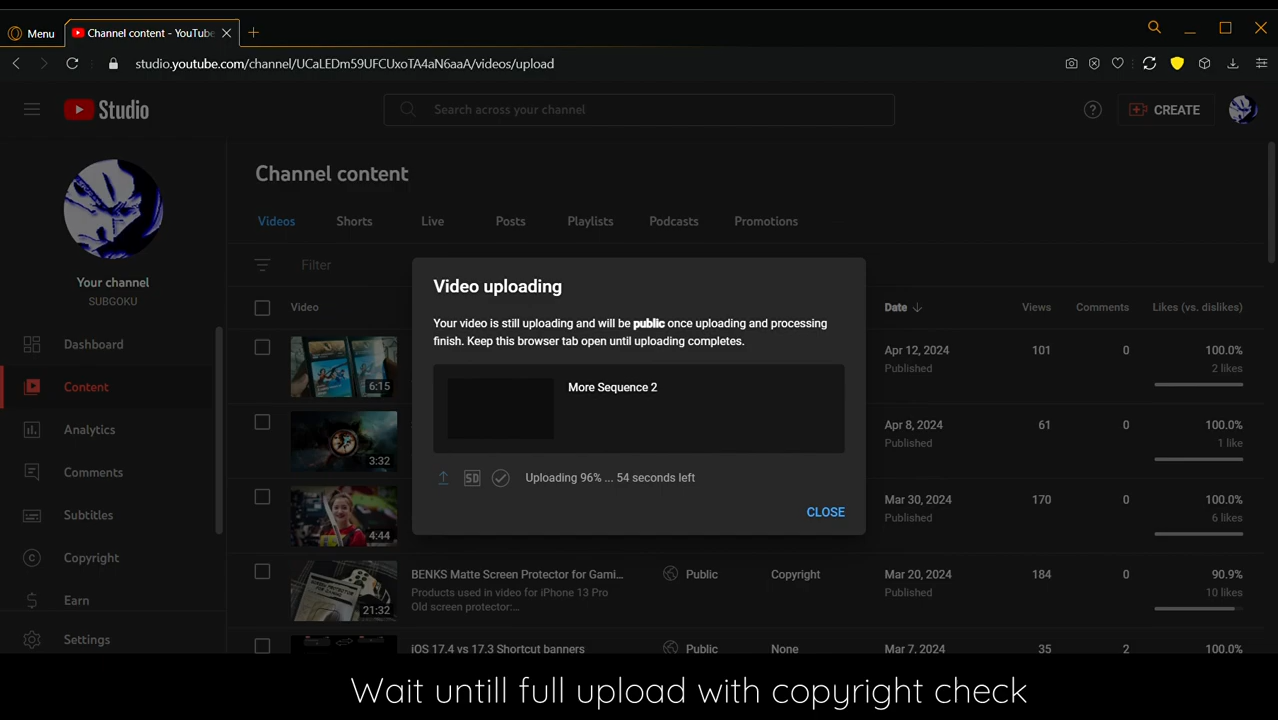 Menu
Channel content - YouTube
studio.youtube.com/channel/UCaLEDm59UFCUxoTA4aN6aaA/videos/upload
Studio
Search across your channel
CREATE
Channel content
Videos Shorts Live Posts Playlists Podcasts Promotions
Filter
Your channel
SUBGOKU
Dashboard
Content
Analytics
Comments
Subtitles
Copyright
Earn
Settings
Video Date Views Comments Likes (vs. dislikes)
6:15 Apr 12, 2024 101 0 100.0%
Published 2 likes
3:32 Apr 8, 2024 61 0 100.0%
Published 1 like
4:44 Mar 30, 2024 170 0 100.0%
Published 6 likes
BENKS Matte Screen Protector for Gami... Public Copyright Mar 20, 2024 184 0 90.9%
Products used in video for iPhone 13 Pro Published 10 likes
Old screen protector:...
21:32
iOS 17.4 vs 17.3 Shortcut banners Public None Mar 7, 2024 35 2 100.0%
Video uploading
Your video is still uploading and will be public once uploading and processing
finish. Keep this browser tab open until uploading completes.
More Sequence 2
SD Uploading 96% ... 54 seconds left
CLOSE
Wait untill full upload with copyright check